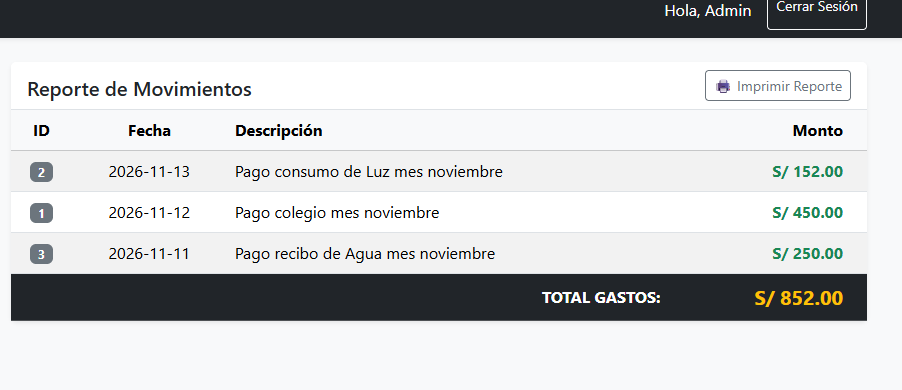 Hola, Admin Cerrar Sesión
Reporte de Movimientos Imprimir Reporte
ID Fecha Descripción Monto
2 2026-11-13 Pago consumo de Luz mes noviembre S/ 152.00
1 2026-11-12 Pago colegio mes noviembre S/ 450.00
3 2026-11-11 Pago recibo de Agua mes noviembre S/ 250.00
TOTAL GASTOS: S/ 852.00